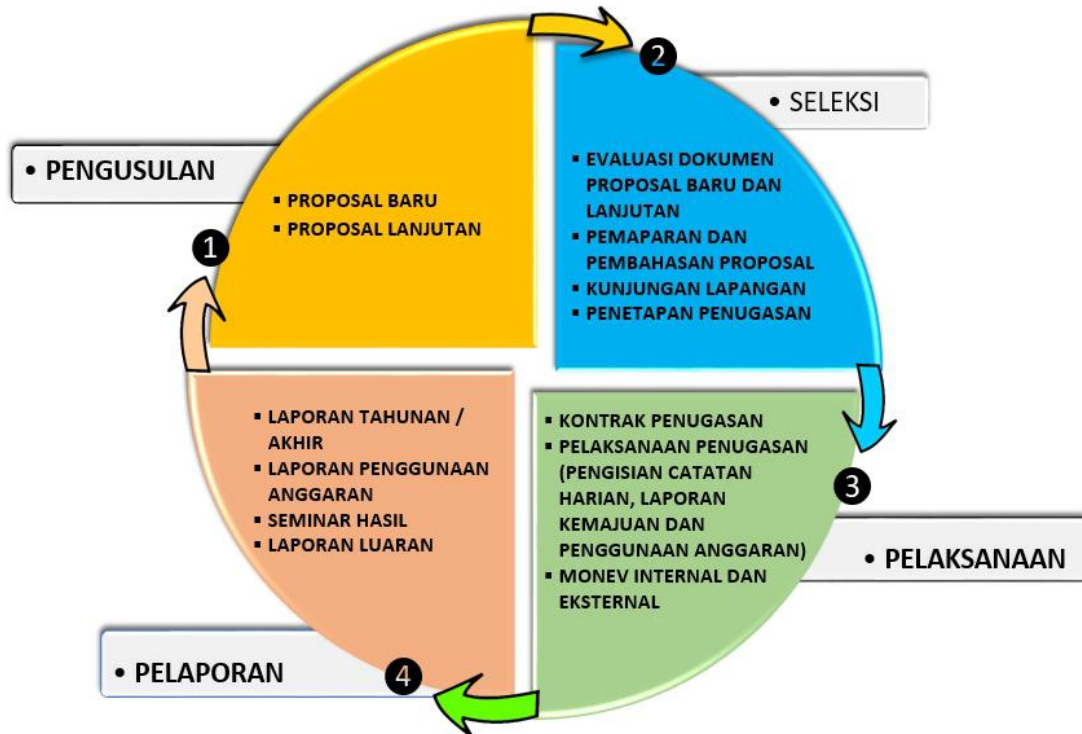 • PENGUSULAN
1
▪ PROPOSAL BARU
▪ PROPOSAL LANJUTAN
2
• SELEKSI
▪ EVALUASI DOKUMEN
PROPOSAL BARU DAN
LANJUTAN
▪ PEMAPARAN DAN
PEMBAHASAN PROPOSAL
▪ KUNJUNGAN LAPANGAN
▪ PENETAPAN PENUGASAN
3
• PELAKSANAAN
▪ KONTRAK PENUGASAN
▪ PELAKSANAAN PENUGASAN
(PENGISIAN CATATAN
HARIAN, LAPORAN
KEMAJUAN DAN
PENGGUNAAN ANGGARAN)
▪ MONEV INTERNAL DAN
EKSTERNAL
4
• PELAPORAN
▪ LAPORAN TAHUNAN /
AKHIR
▪ LAPORAN PENGGUNAAN
ANGGARAN
▪ SEMINAR HASIL
▪ LAPORAN LUARAN